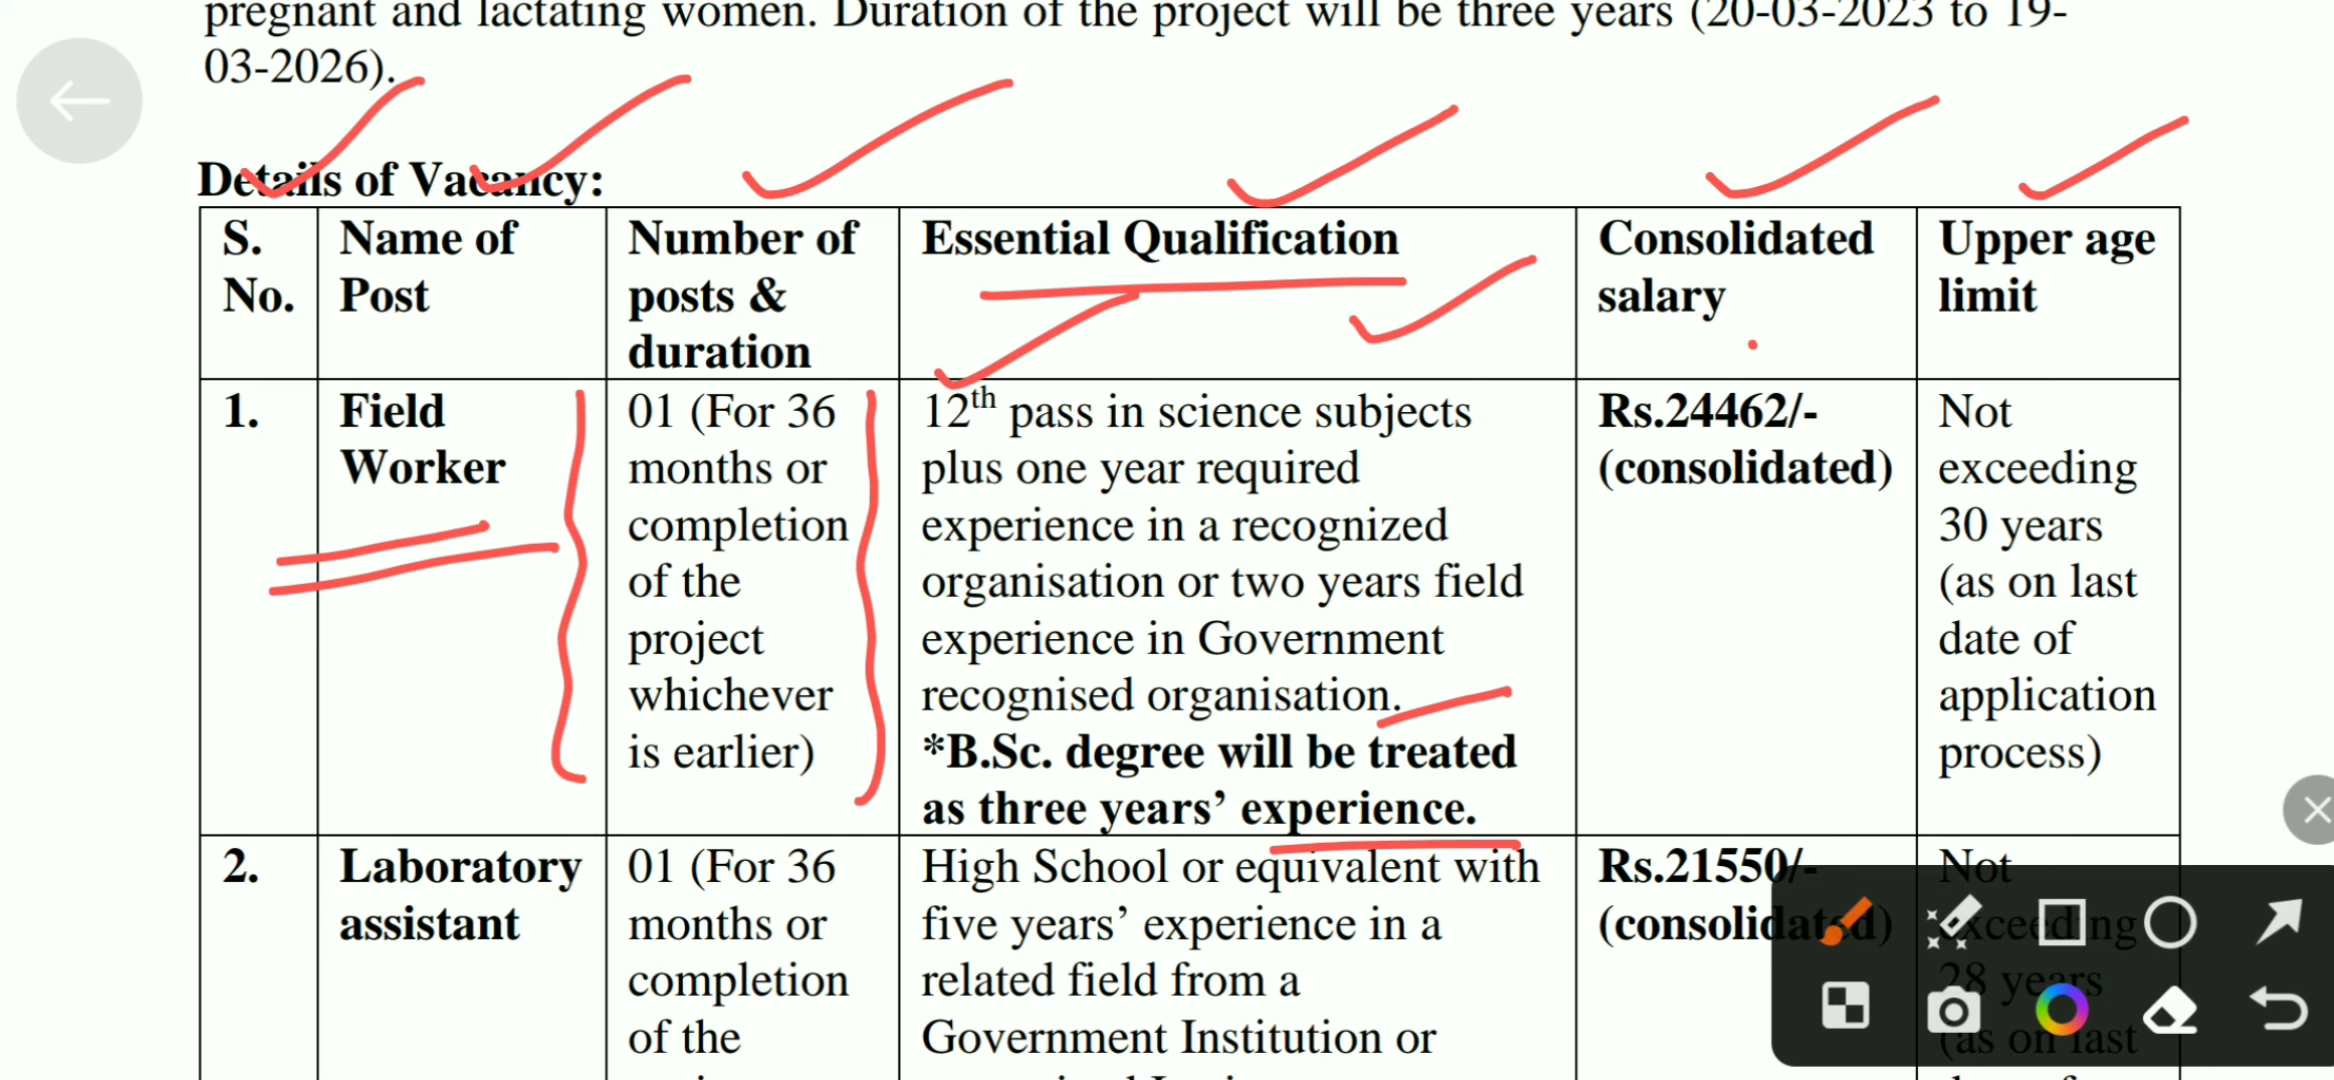 pregnant and lactating women. Duration of the project will be three years (20-03-2023 to 19-
03-2026).
Details of Vacancy:
S. No.
Name of Post
Number of posts & duration
Essential Qualification
Consolidated salary
Upper age limit
1.
Field
Worker
01 (For 36
months or
completion
of the
project
whichever
is earlier)
12th pass in science subjects
plus one year required
experience in a recognized
organisation or two years field
experience in Government
recognised organisation.
*B.Sc. degree will be treated
as three years’ experience.
Rs.24462/-
(consolidated)
Not
exceeding
30 years
(as on last
date of
application
process)
2.
Laboratory
assistant
01 (For 36
months or
completion
of the
High School or equivalent with
five years’ experience in a
related field from a
Government Institution or
Rs.21550/-
(consolidated)
Not
exceeding
28 years
(as on last